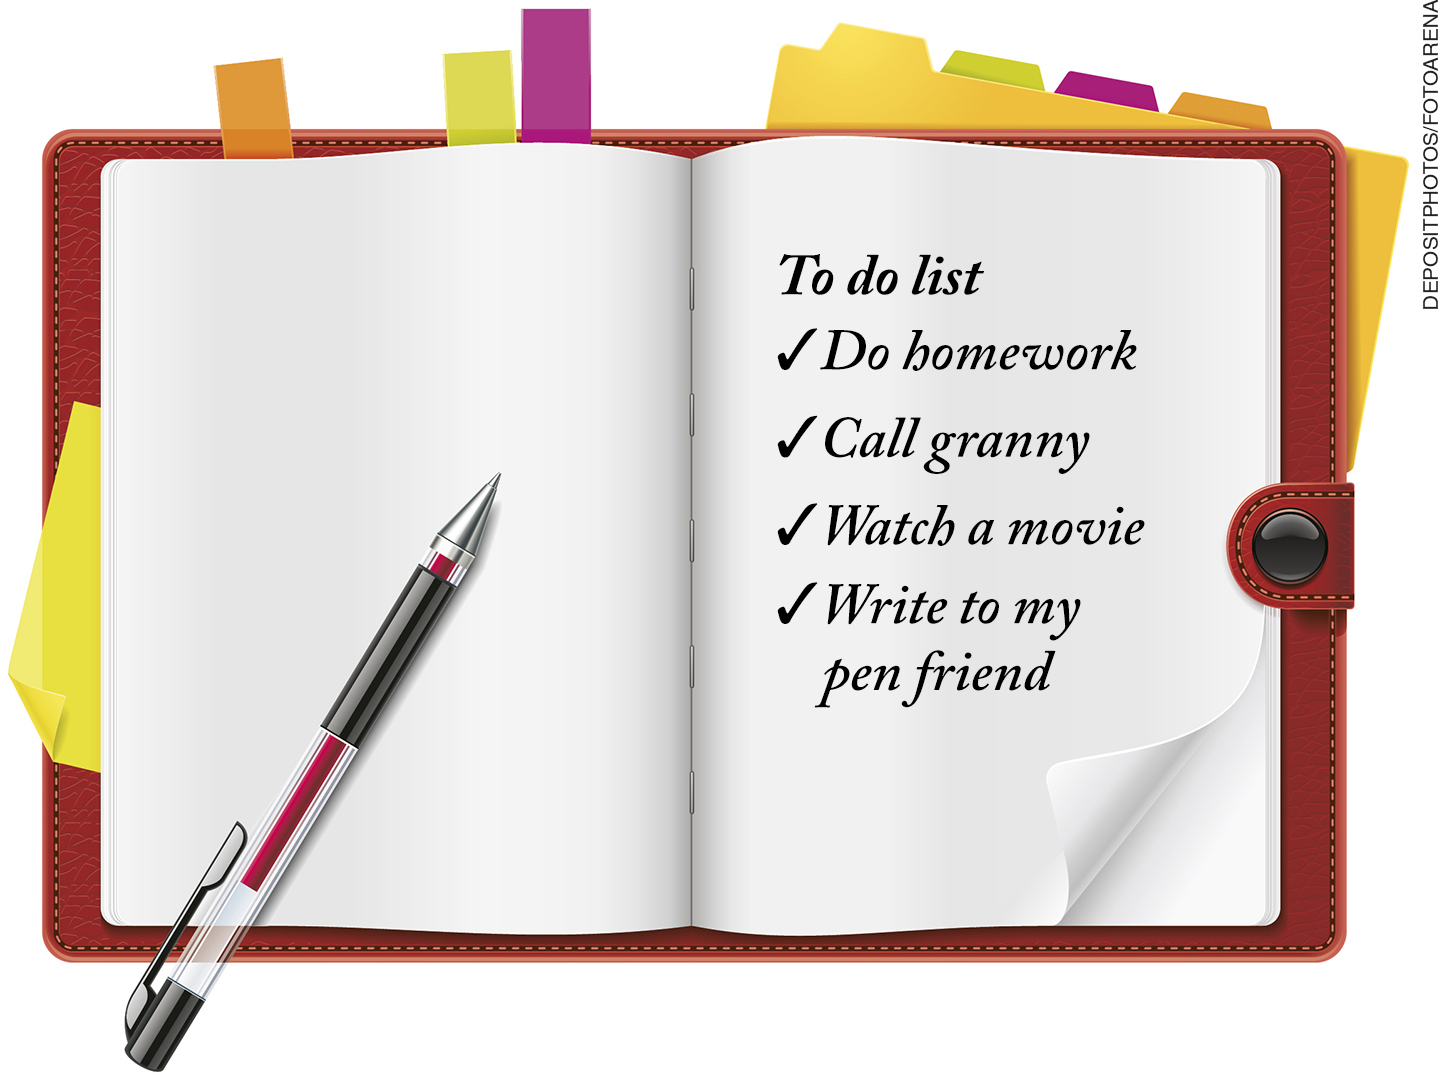 To do list
✓Do homework
✓Call granny
✓Watch a movie
✓Write to my
pen friend
DEPOSITPHOTOS/FOTOARENA